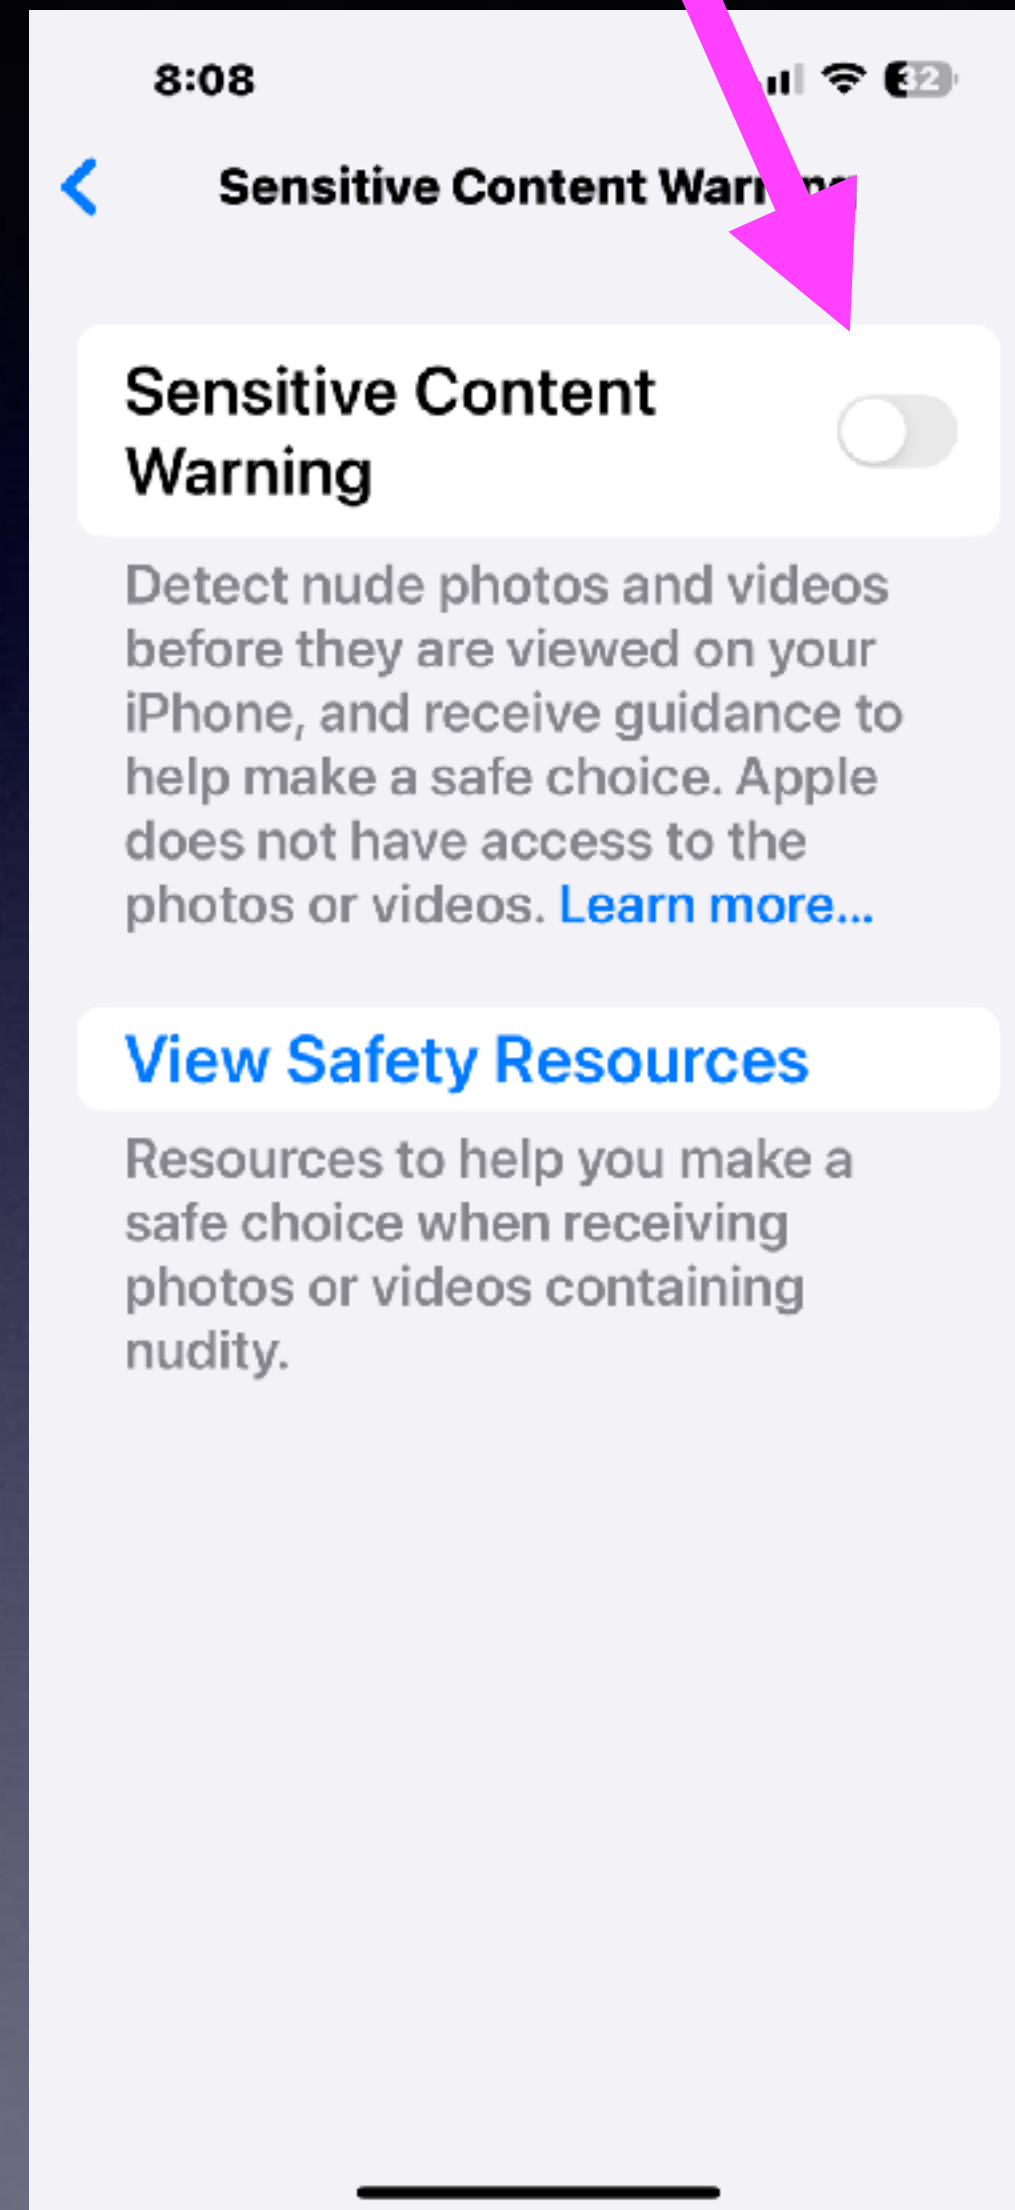 8:08
32
Sensitive Content
Sensitive Content
Warning
Detect nude photos and videos
before they are viewed on your
iPhone, and receive guidance to
help make a safe choice. Apple
does not have access to the
photos or videos. Learn more...
View Safety Resources
Resources to help you make a
safe choice when receiving
photos or videos containing
nudity.